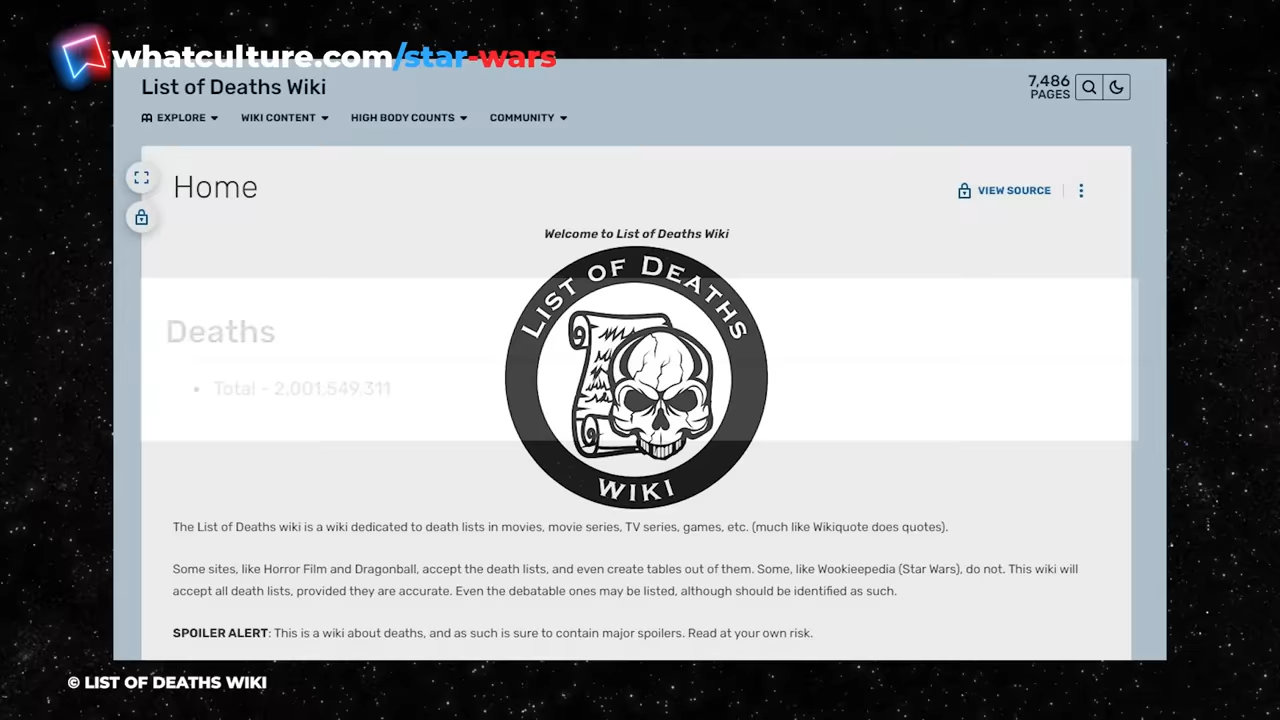 whatculture.com/star-wars
List of Deaths Wiki
7,486
PAGES
EXPLORE
WIKI CONTENT
HIGH BODY COUNTS
COMMUNITY
Home
VIEW SOURCE
Welcome to List of Deaths Wiki
LIST OF DEATHS
WIKI
Deaths
• Total - 2,001,549,311
The List of Deaths wiki is a wiki dedicated to death lists in movies, movie series, TV series, games, etc. (much like Wikiquote does quotes).
Some sites, like Horror Film and Dragonball, accept the death lists, and even create tables out of them. Some, like Wookieepedia (Star Wars), do not. This wiki will
accept all death lists, provided they are accurate. Even the debatable ones may be listed, although should be identified as such.
SPOILER ALERT: This is a wiki about deaths, and as such is sure to contain major spoilers. Read at your own risk.
© LIST OF DEATHS WIKI